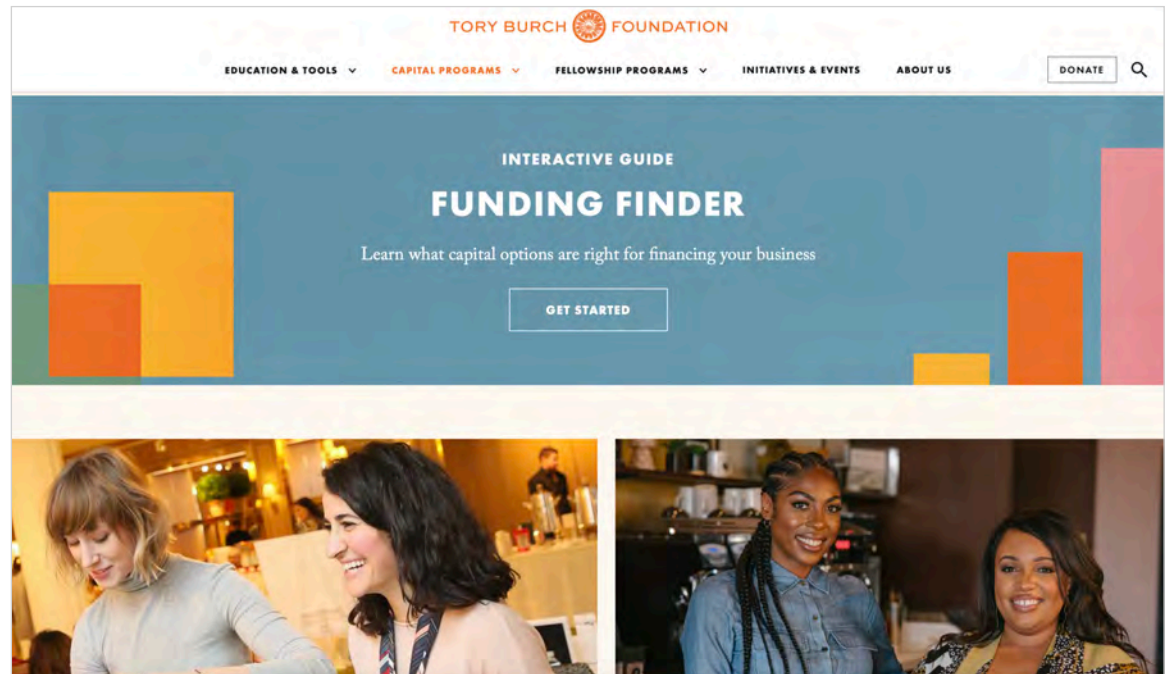 TORY BURCH FOUNDATION
EDUCATION & TOOLS CAPITAL PROGRAMS FELLOWSHIP PROGRAMS INITIATIVES & EVENTS ABOUT US DONATE
INTERACTIVE GUIDE
FUNDING FINDER
Learn what capital options are right for financing your business
GET STARTED